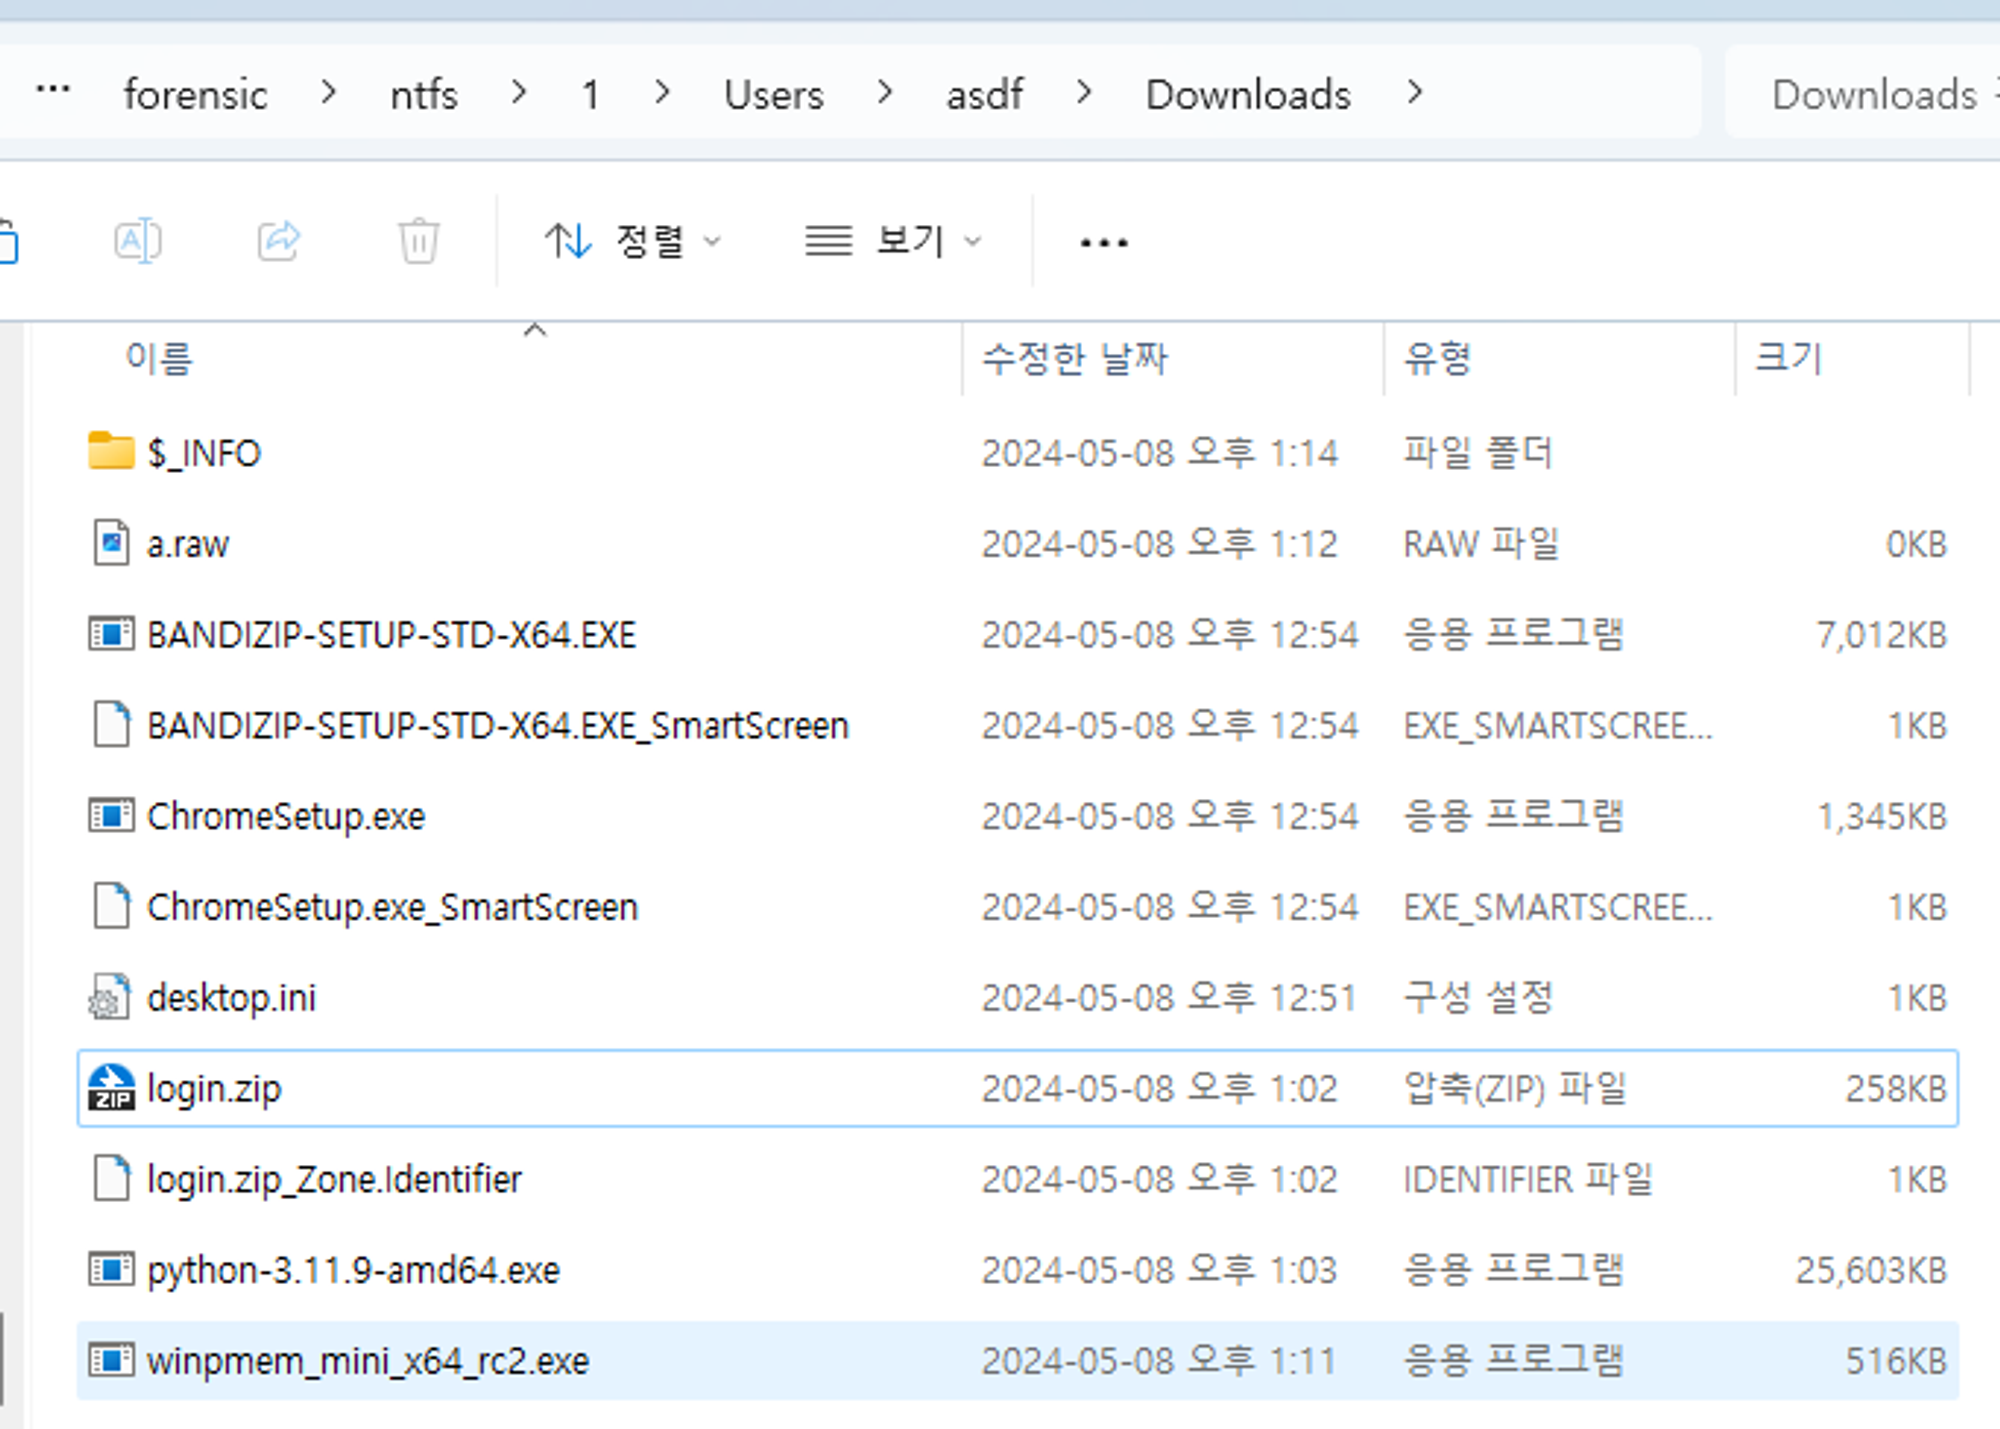 … forensic > ntfs > 1 > Users > asdf > Downloads > Downloads
정렬 보기 ...
이름 수정한 날짜 유형 크기
$_INFO 2024-05-08 오후 1:14 파일 폴더
a.raw 2024-05-08 오후 1:12 RAW 파일 0KB
BANDIZIP-SETUP-STD-X64.EXE 2024-05-08 오후 12:54 응용 프로그램 7,012KB
BANDIZIP-SETUP-STD-X64.EXE_SmartScreen 2024-05-08 오후 12:54 EXE_SMARTSCREE... 1KB
ChromeSetup.exe 2024-05-08 오후 12:54 응용 프로그램 1,345KB
ChromeSetup.exe_SmartScreen 2024-05-08 오후 12:54 EXE_SMARTSCREE... 1KB
desktop.ini 2024-05-08 오후 12:51 구성 설정 1KB
ZIP login.zip 2024-05-08 오후 1:02 압축(ZIP) 파일 258KB
login.zip_Zone.Identifier 2024-05-08 오후 1:02 IDENTIFIER 파일 1KB
python-3.11.9-amd64.exe 2024-05-08 오후 1:03 응용 프로그램 25,603KB
winpmem_mini_x64_rc2.exe 2024-05-08 오후 1:11 응용 프로그램 516KB